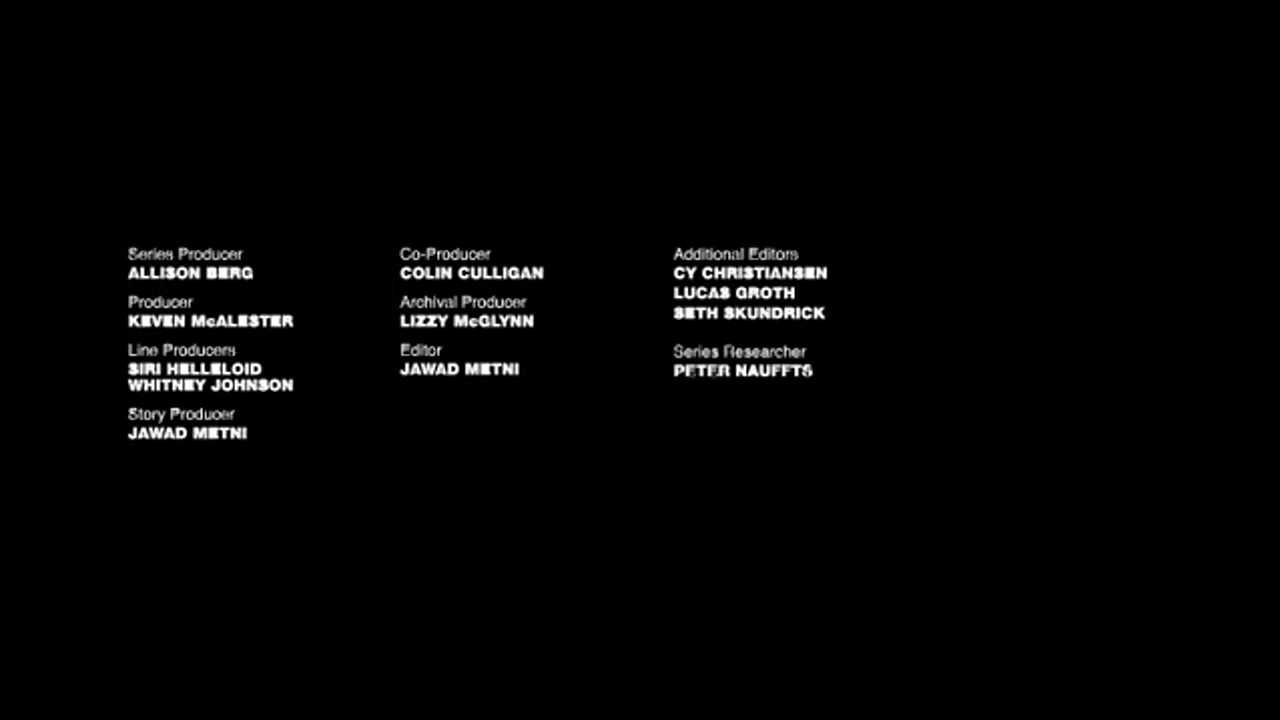 Series Producer
ALLISON BERG
Producer
KEVEN McALESTER
Line Producers
SIRI HELLELOID
WHITNEY JOHNSON
Story Producer
JAWAD METNI
Co-Producer
COLIN CULLIGAN
Archival Producer
LIZZY McGLYNN
Editor
JAWAD METNI
Additional Editors
CY CHRISTIANSEN
LUCAS GROTH
SETH SKUNDRICK
Series Researcher
PETER NAUFFTS